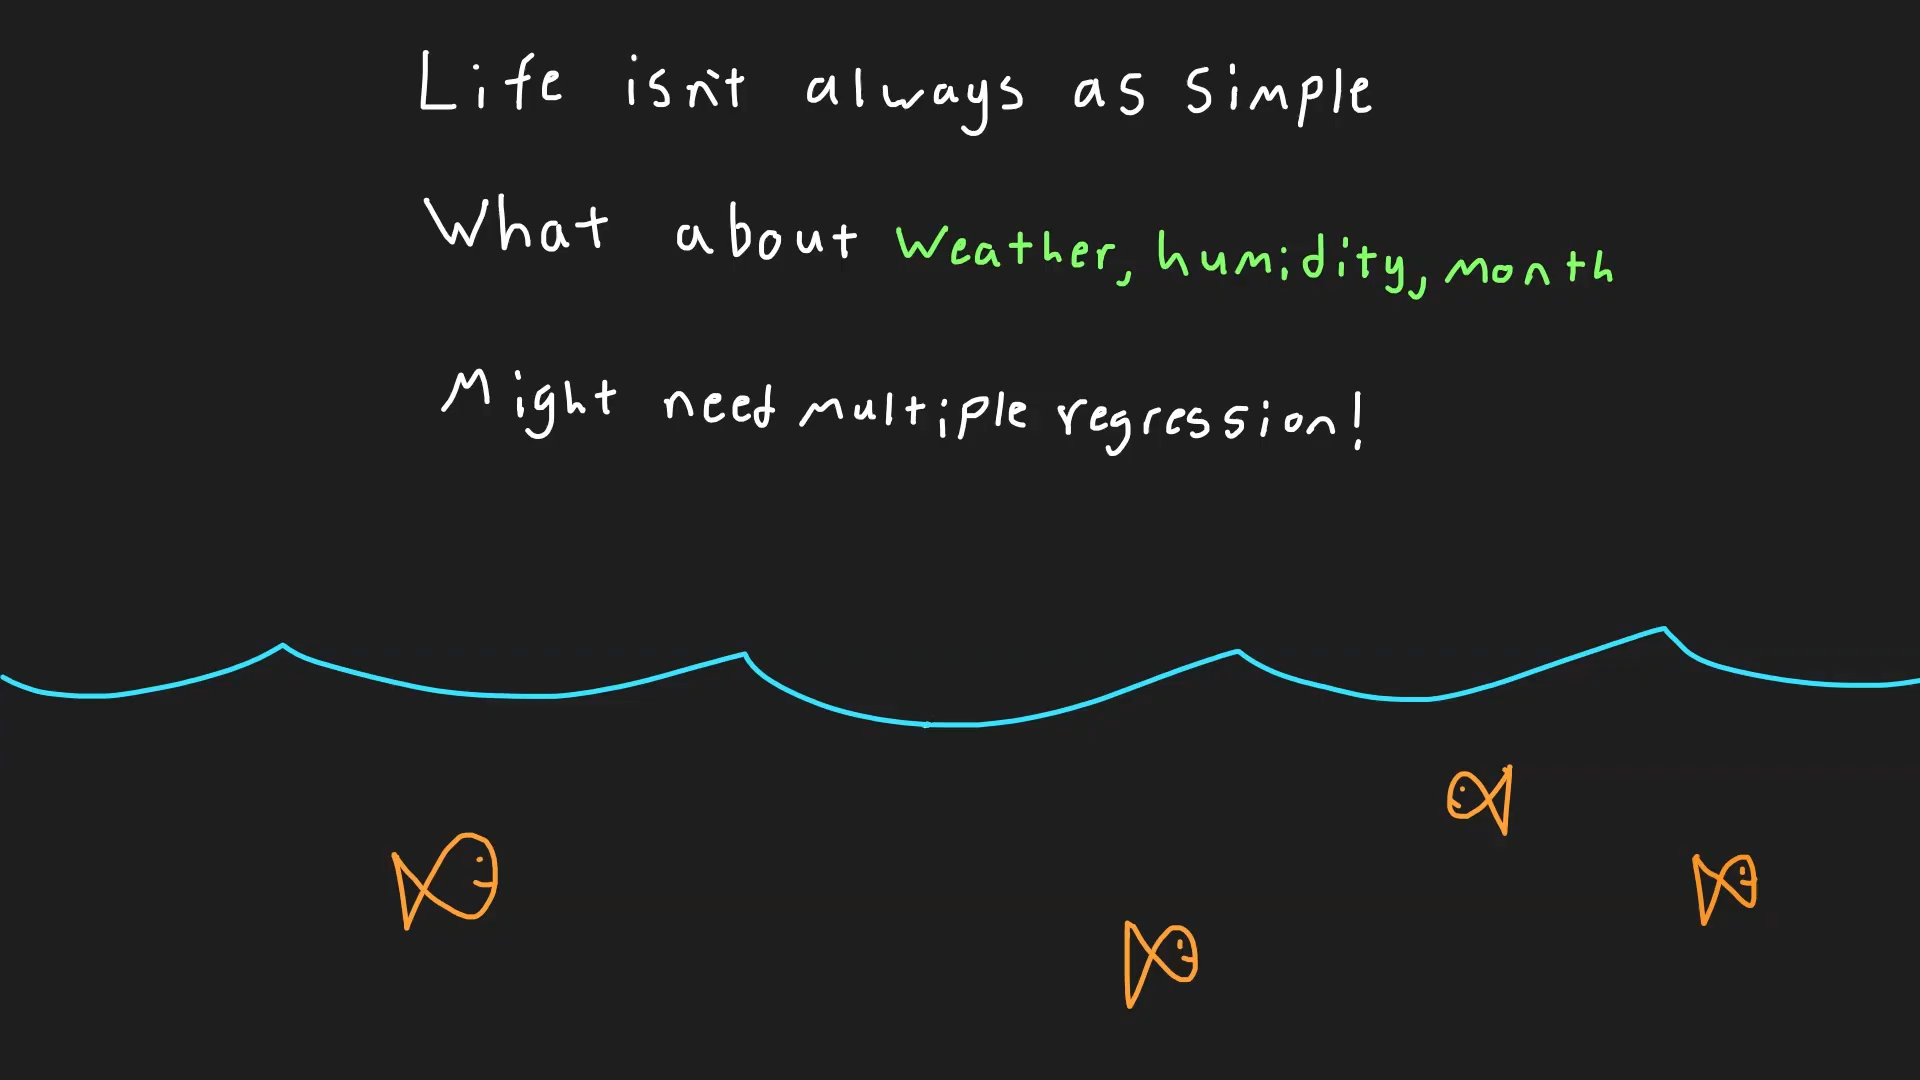 Life isn't always as simple
What about weather, humidity, month
Might need multiple regression!